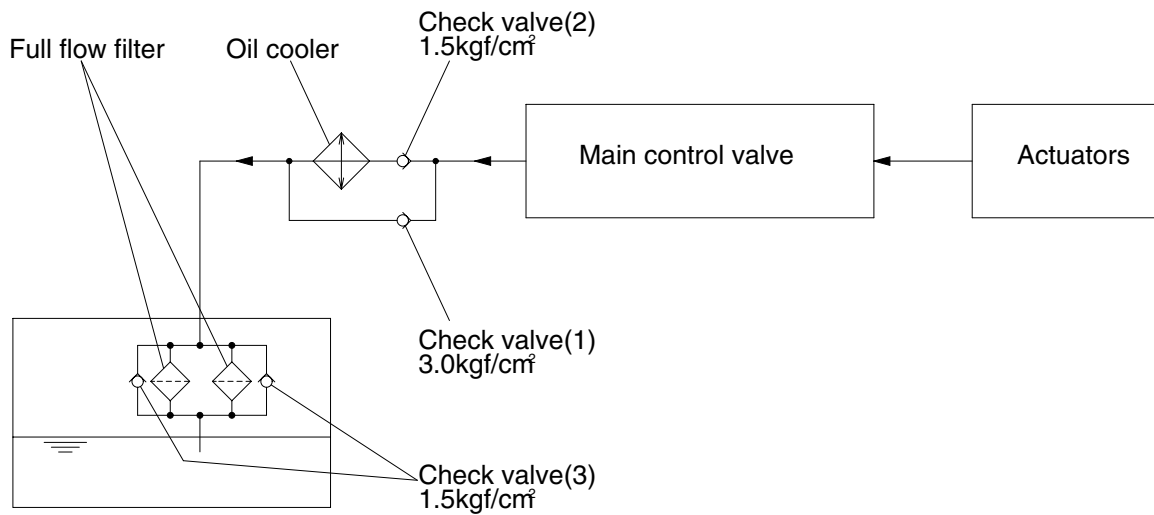 Check valve(2)
1.5kgf/cm²
Full flow filter
Oil cooler
Main control valve
Actuators
Check valve(1)
3.0kgf/cm²
Check valve(3)
1.5kgf/cm²